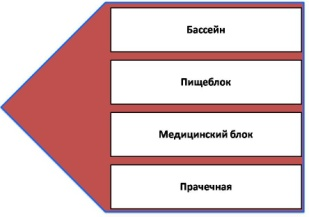 Бассейн
Пищеблок
Медицинский блок
Прачечная